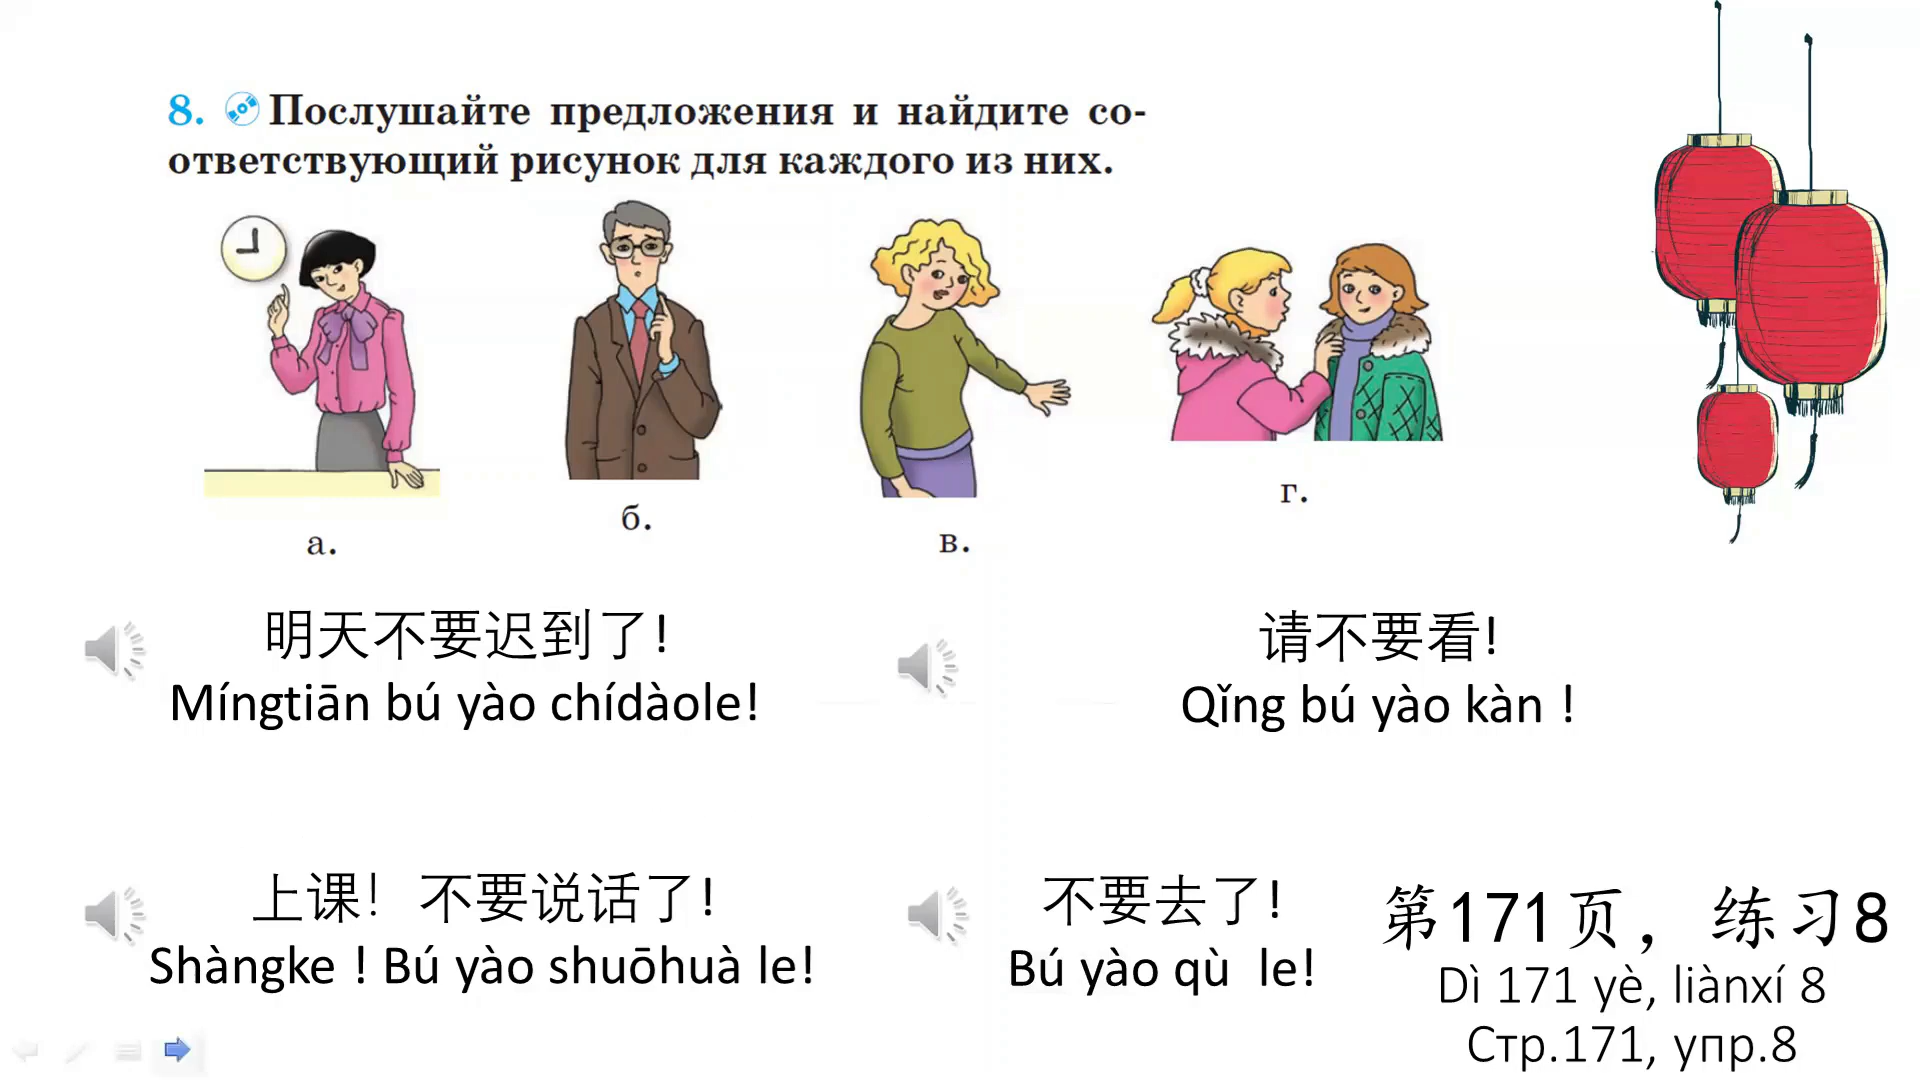 8. Послушайте предложения и найдите со-
ответствующий рисунок для каждого из них.
а.
б.
в.
г.
明天不要迟到了!
Míngtiān bú yào chídàole!
请不要看!
Qǐng bú yào kàn !
上课! 不要说话了!
Shàngke ! Bú yào shuōhuà le!
不要去了!
Bú yào qù le!
第171页，练习8
Dì 171 yè, liànxí 8
Стр.171, упр.8